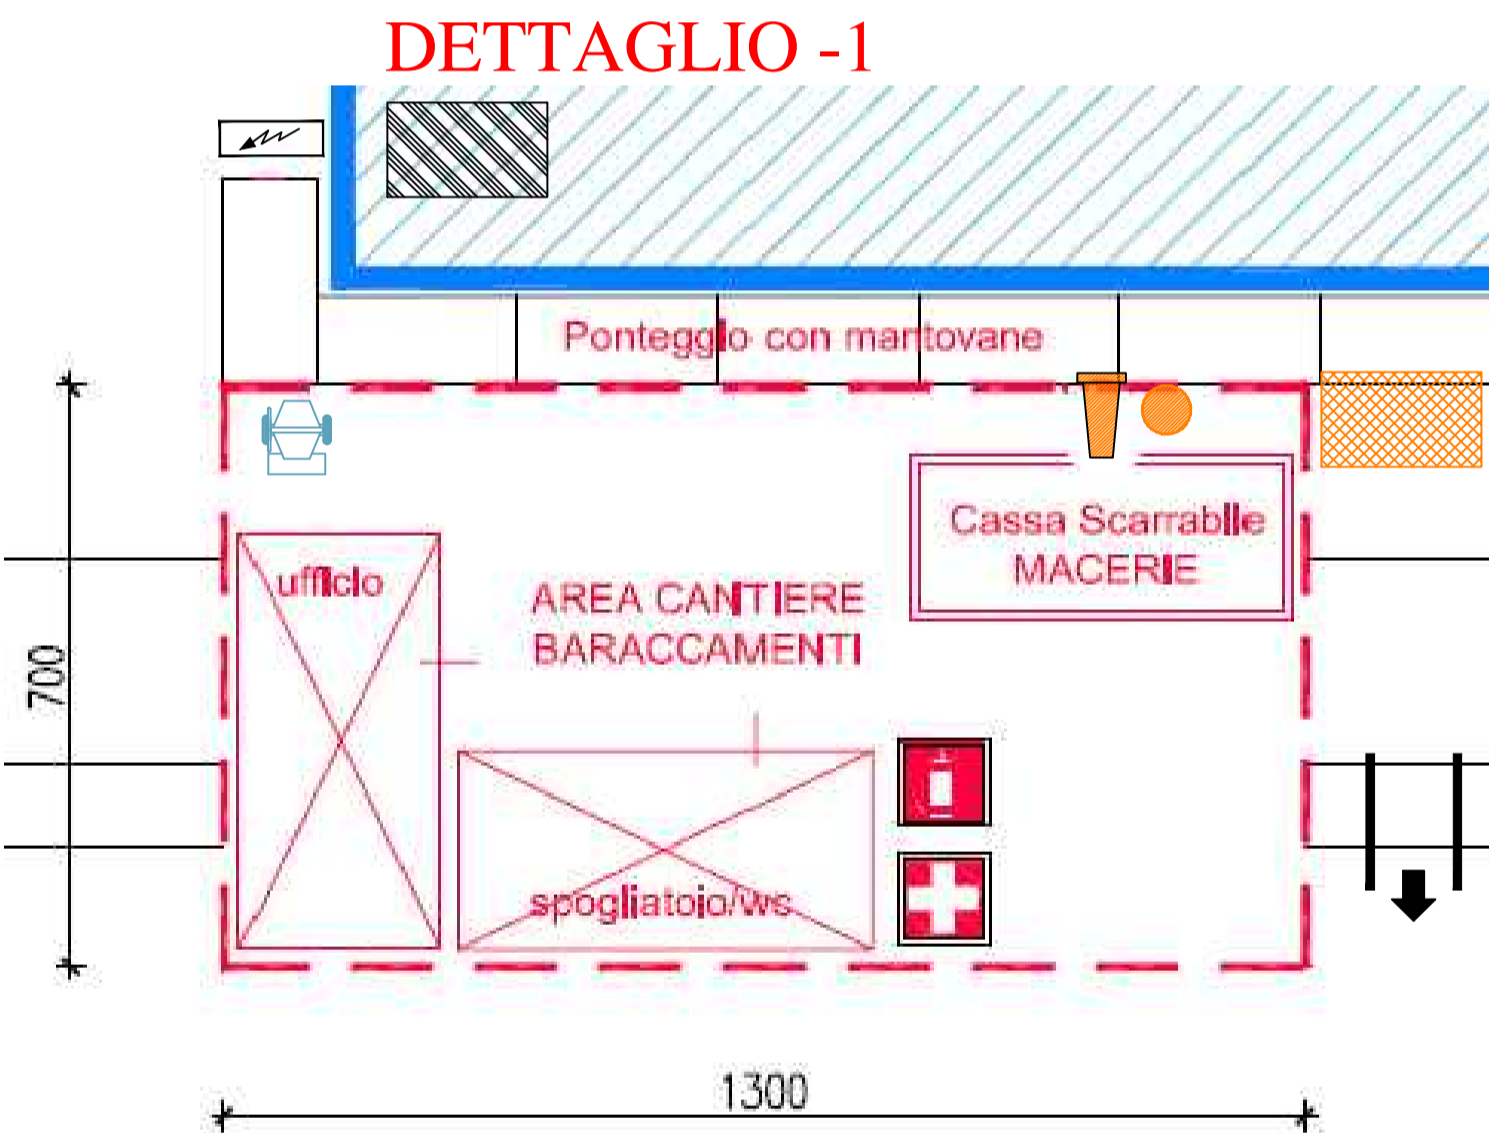 DETTAGLIO -1
Ponteggio con mantovane
Cassa Scarrabile
MACERIE
ufficio
AREA CANTIERE
BARACCAMENTI
700
spogliatoio/wc
1300